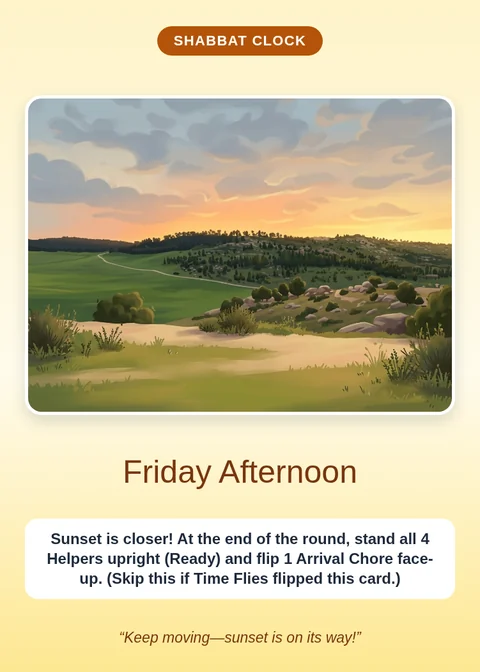 SHABBAT CLOCK
Friday Afternoon
Sunset is closer! At the end of the round, stand all 4
Helpers upright (Ready) and flip 1 Arrival Chore face-
up. (Skip this if Time Flies flipped this card.)
“Keep moving—sunset is on its way!”